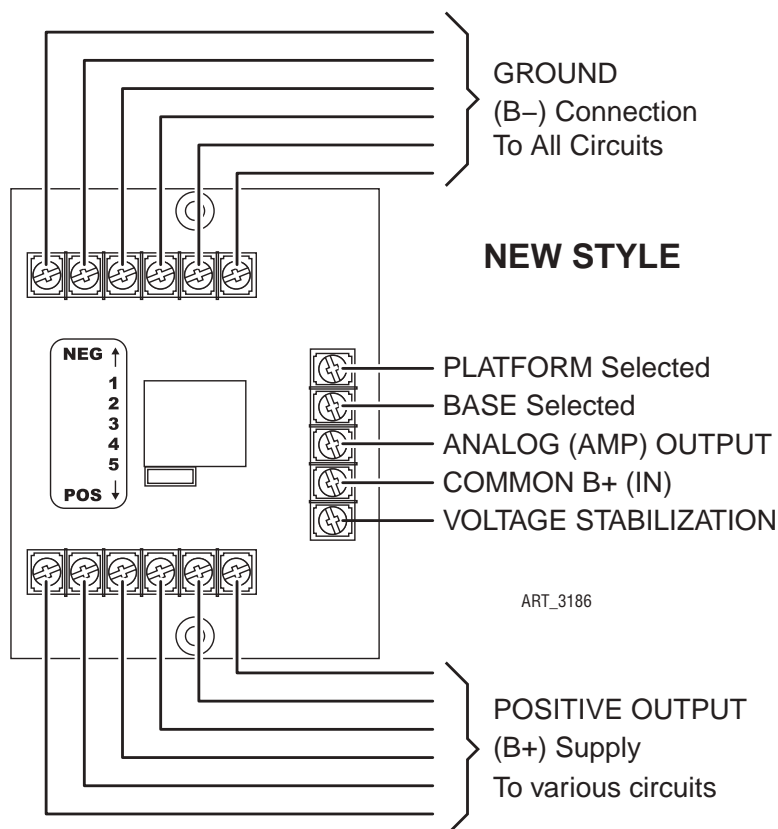 GROUND
(B–) Connection
To All Circuits
NEW STYLE
NEG ↑
1
2
3
4
5
POS ↓
PLATFORM Selected
BASE Selected
ANALOG (AMP) OUTPUT
COMMON B+ (IN)
VOLTAGE STABILIZATION
ART_3186
POSITIVE OUTPUT
(B+) Supply
To various circuits